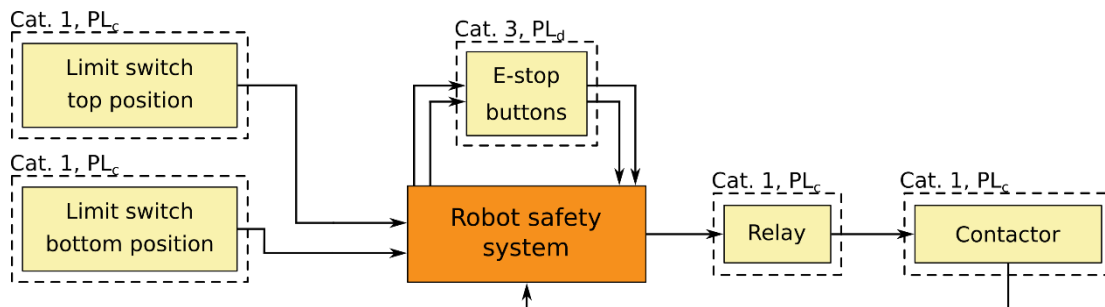 Cat. 1, PLc
Limit switch
top position
Cat. 3, PLd
E-stop
buttons
Cat. 1, PLc
Limit switch
bottom position
Robot safety
system
Cat. 1, PLc
Relay
Cat. 1, PLc
Contactor